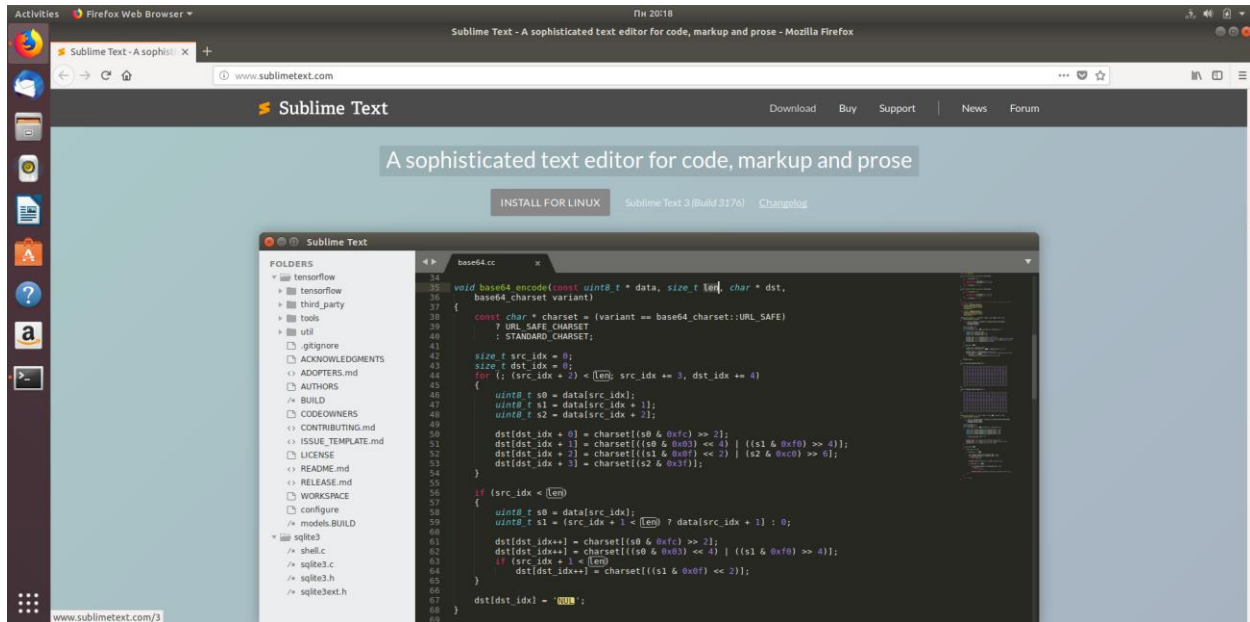 Activities Firefox Web Browser Пн 20:18
Sublime Text - A sophisticated text editor for code, markup and prose - Mozilla Firefox
Sublime Text - A sophisti
www.sublimetext.com
Sublime Text Download Buy Support | News Forum
A sophisticated text editor for code, markup and prose
INSTALL FOR LINUX Sublime Text 3 (Build 3176) Changelog
Sublime Text
FOLDERS
tensorflow
tensorflow
third_party
tools
util
.gitignore
ACKNOWLEDGMENTS
<> ADOPTERS.md
AUTHORS
/* BUILD
CODEOWNERS
<> CONTRIBUTING.md
<> ISSUE_TEMPLATE.md
LICENSE
<> README.md
<> RELEASE.md
WORKSPACE
configure
/* models.BUILD
sqlite3
/* shell.c
/* sqlite3.c
/* sqlite3.h
/* sqlite3ext.h
base64.cc x
34
35 void base64_encode(const uint8_t * data, size_t len, char * dst,
36 base64_charset variant)
37 {
38 const char * charset = (variant == base64_charset::URL_SAFE)
39 ? URL_SAFE_CHARSET
40 : STANDARD_CHARSET;
41
42 size_t src_idx = 0;
43 size_t dst_idx = 0;
44 for (; (src_idx + 2) < len; src_idx += 3, dst_idx += 4)
45 {
46 uint8_t s0 = data[src_idx];
47 uint8_t s1 = data[src_idx + 1];
48 uint8_t s2 = data[src_idx + 2];
49
50 dst[dst_idx + 0] = charset[(s0 & 0xfc) >> 2];
51 dst[dst_idx + 1] = charset[((s0 & 0x03) << 4) | ((s1 & 0xf0) >> 4)];
52 dst[dst_idx + 2] = charset[((s1 & 0x0f) << 2) | (s2 & 0xc0) >> 6];
53 dst[dst_idx + 3] = charset[(s2 & 0x3f)];
54 }
55
56 if (src_idx < len)
57 {
58 uint8_t s0 = data[src_idx];
59 uint8_t s1 = (src_idx + 1 < len) ? data[src_idx + 1] : 0;
60
61 dst[dst_idx++] = charset[(s0 & 0xfc) >> 2];
62 dst[dst_idx++] = charset[((s0 & 0x03) << 4) | ((s1 & 0xf0) >> 4)];
63 if (src_idx + 1 < len)
64 dst[dst_idx++] = charset[((s1 & 0x0f) << 2)];
65 }
66
67 dst[dst_idx] = 'NUL';
68 }
69
www.sublimetext.com/3